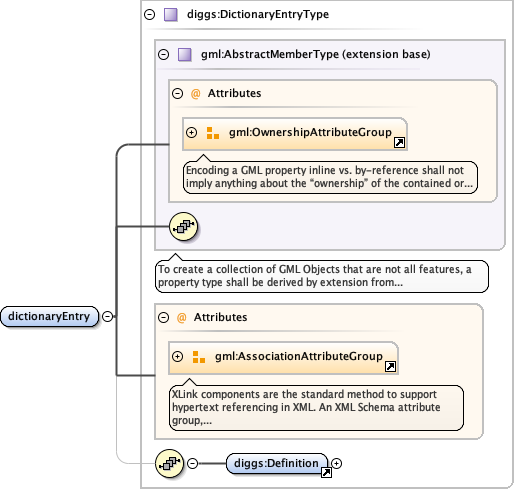 diggs:DictionaryEntryType
gml:AbstractMemberType (extension base)
@ Attributes
gml:OwnershipAttributeGroup
Encoding a GML property inline vs. by-reference shall not
imply anything about the “ownership” of the contained or...
To create a collection of GML Objects that are not all features, a
property type shall be derived by extension from...
dictionaryEntry
@ Attributes
gml:AssociationAttributeGroup
XLink components are the standard method to support
hypertext referencing in XML. An XML Schema attribute
group,...
diggs:Definition